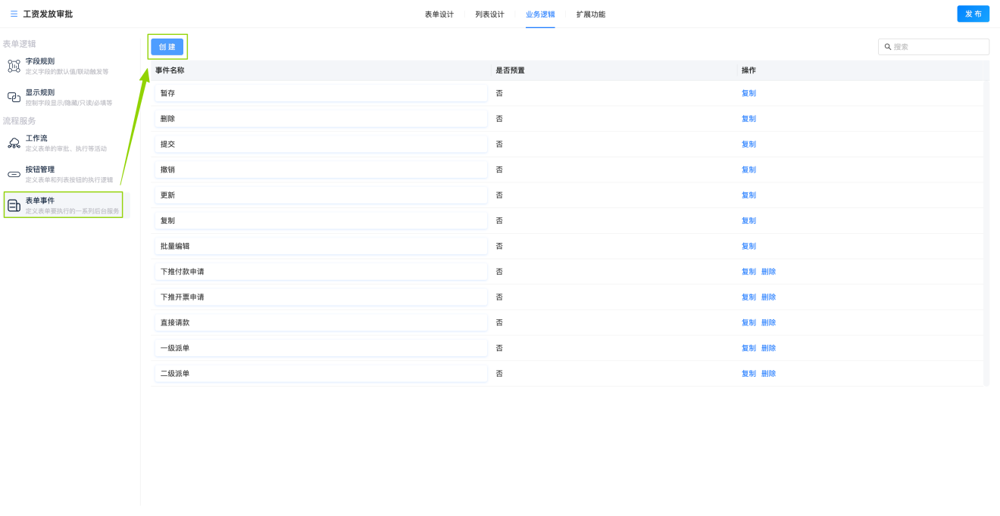 工资发放审批
表单设计 列表设计 业务逻辑 扩展功能
发布
表单逻辑
字段规则
定义字段的默认值/联动触发等
显示规则
控制字段显示/隐藏/只读/必填等
流程服务
工作流
定义表单的审批、执行等活动
按钮管理
定义表单和列表按钮的执行逻辑
表单事件
定义表单要执行的一系列后台服务
创建
搜索
事件名称 是否预置 操作
暂存 否 复制
删除 否 复制
提交 否 复制
撤销 否 复制
更新 否 复制
复制 否 复制
批量编辑 否 复制
下推付款申请 否 复制 删除
下推开票申请 否 复制 删除
直接请款 否 复制 删除
一级派单 否 复制 删除
二级派单 否 复制 删除